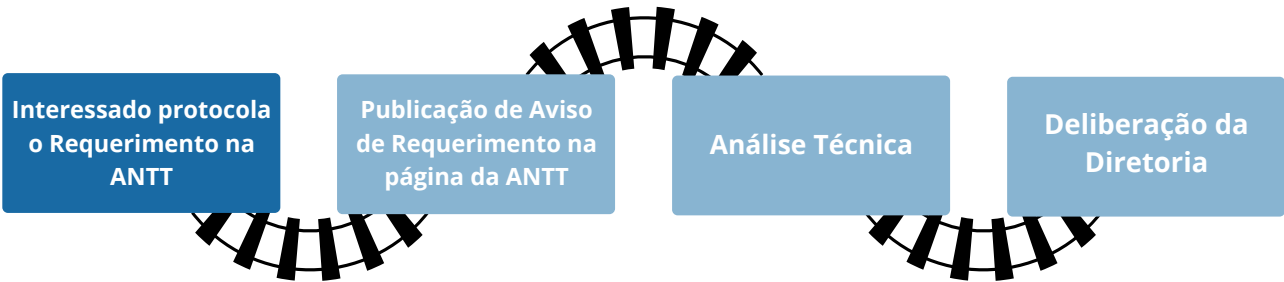 Interessado protocola
o Requerimento na
ANTT
Publicação de Aviso
de Requerimento na
página da ANTT
Análise Técnica
Deliberação da
Diretoria